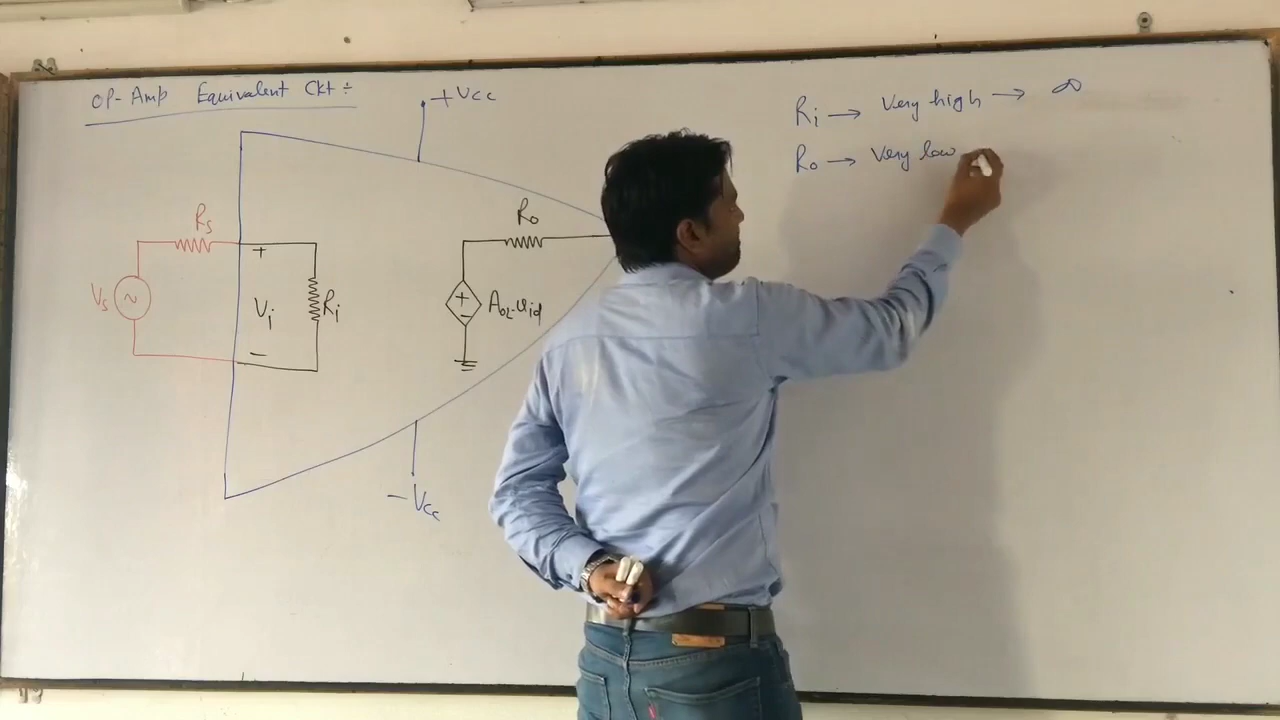 OP-Amp Equivalent Ckt ÷
+Vcc
Ri → Very high → ∞
Ro → Very low
Rs
Ro
+
Vs
~
Vi
Ri
+
-
AOL·Vid
-
-Vcc